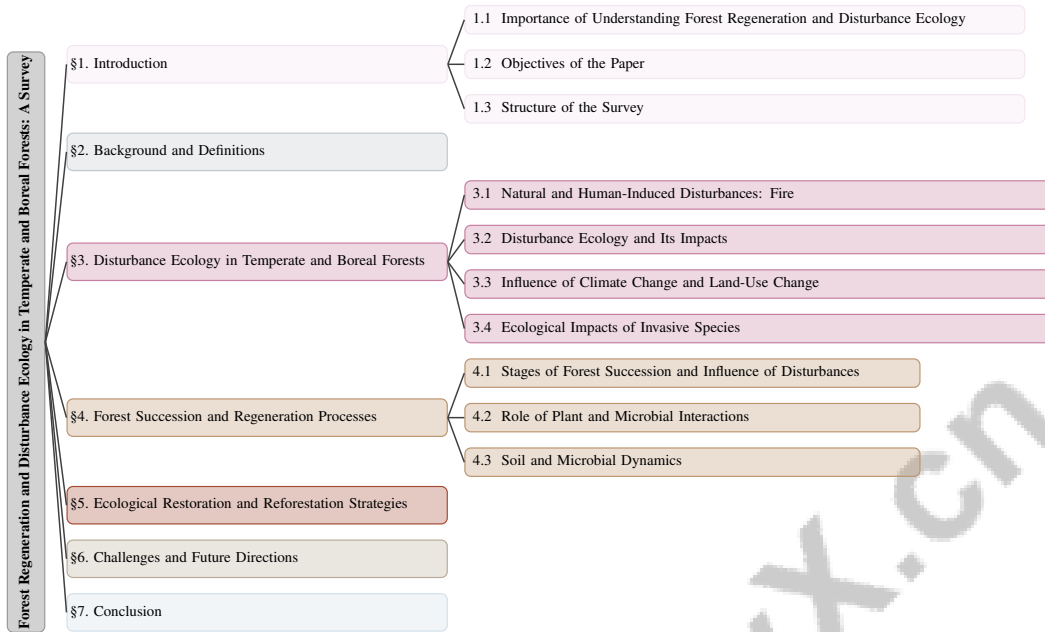 Forest Regeneration and Disturbance Ecology in Temperate and Boreal Forests: A Survey
§1. Introduction
1.1 Importance of Understanding Forest Regeneration and Disturbance Ecology
1.2 Objectives of the Paper
1.3 Structure of the Survey
§2. Background and Definitions
§3. Disturbance Ecology in Temperate and Boreal Forests
3.1 Natural and Human-Induced Disturbances: Fire
3.2 Disturbance Ecology and Its Impacts
3.3 Influence of Climate Change and Land-Use Change
3.4 Ecological Impacts of Invasive Species
§4. Forest Succession and Regeneration Processes
4.1 Stages of Forest Succession and Influence of Disturbances
4.2 Role of Plant and Microbial Interactions
4.3 Soil and Microbial Dynamics
§5. Ecological Restoration and Reforestation Strategies
§6. Challenges and Future Directions
§7. Conclusion
x.cn